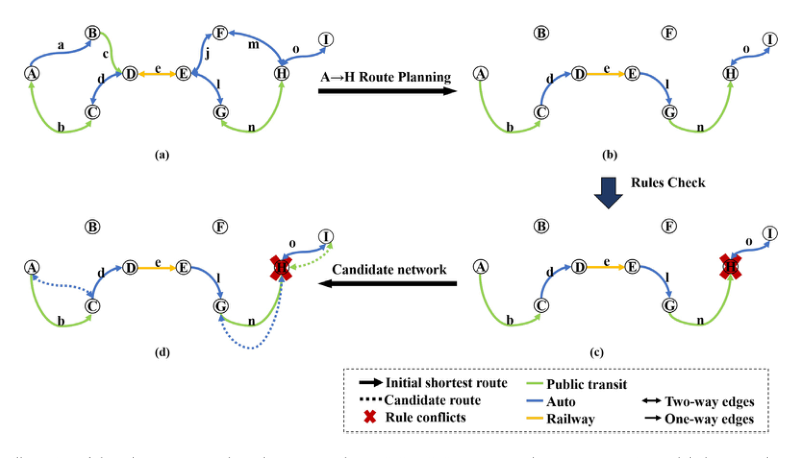 B
F
I
a
c
j
m
o
A
D
e
E
H
d
l
C
G
b
n
(a)
A→H Route Planning
B
F
I
o
A
D
e
E
H
d
l
C
G
b
n
(b)
Rules Check
B
F
I
o
A
D
e
E
H
d
l
C
G
b
n
(d)
Candidate network
B
F
I
o
A
D
e
E
H
d
l
C
G
b
n
(c)
Initial shortest route
Public transit
Candidate route
Auto
Two-way edges
Rule conflicts
Railway
One-way edges